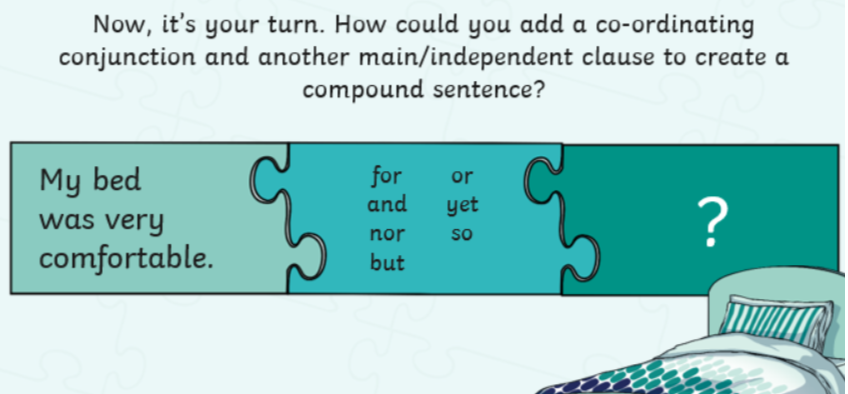 Now, it's your turn. How could you add a co-ordinating
conjunction and another main/independent clause to create a
compound sentence?
My bed
was very
comfortable.
for or
and yet
nor so
but
?